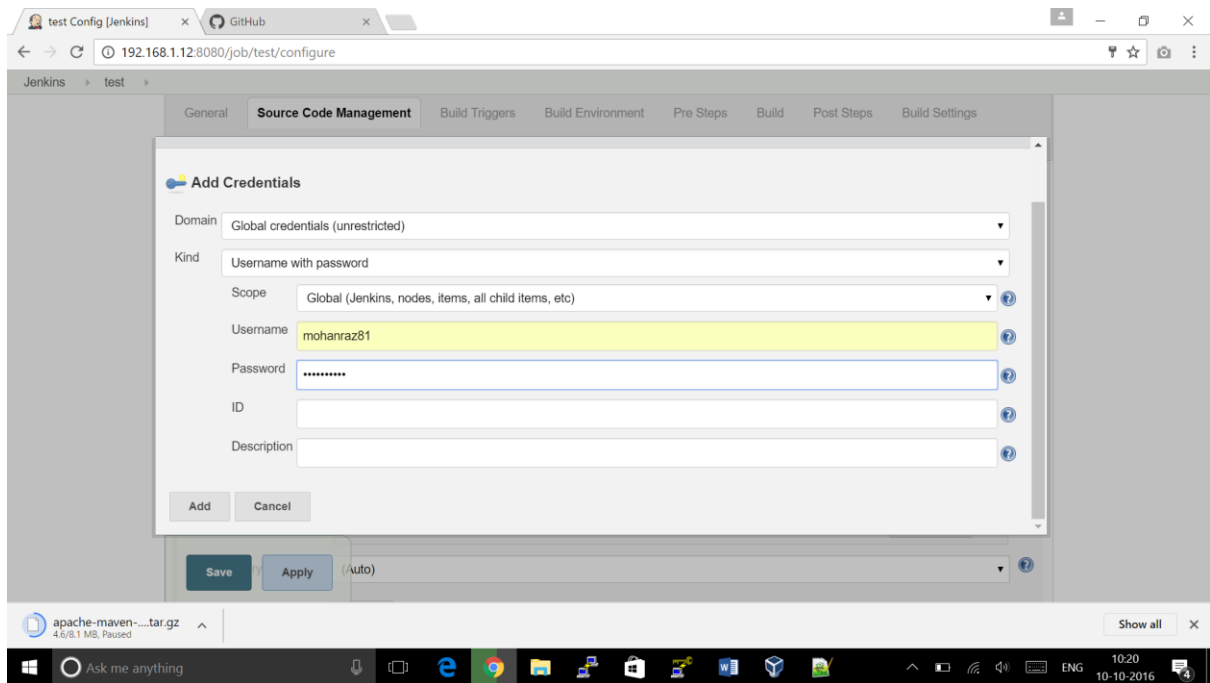 test Config [Jenkins]
GitHub
192.168.1.12:8080/job/test/configure
Jenkins test
General Source Code Management Build Triggers Build Environment Pre Steps Build Post Steps Build Settings
Add Credentials
Domain Global credentials (unrestricted)
Kind Username with password
Scope Global (Jenkins, nodes, items, all child items, etc)
Username mohanraz81
Password ••••••••••
ID
Description
Add Cancel
Save Apply (Auto)
apache-maven-....tar.gz
4.6/8.1 MB, Paused
Show all
Ask me anything
ENG
10:20
10-10-2016
4